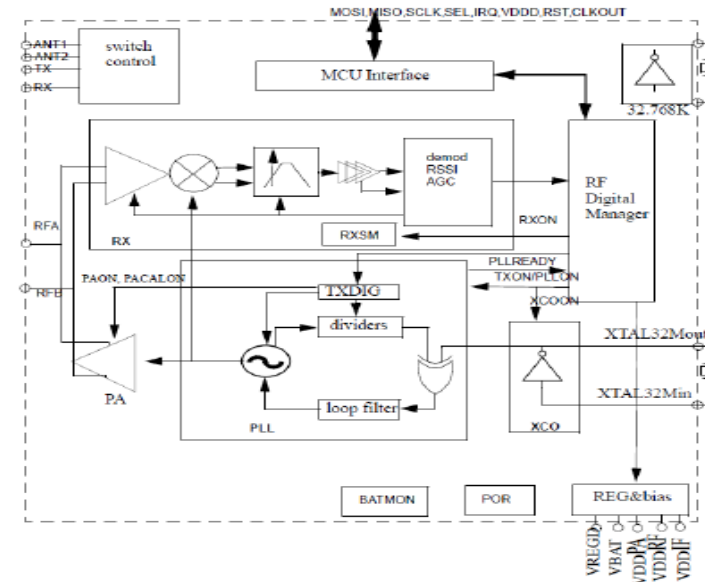 MOSI,MISO,SCLK,SEL,IRQ,VDDD,RST,CLKOUT
ANT1
ANT2
TX
RX
switch
control
MCU Interface
32.768K
demod
RSSI
AGC
RF
Digital
Manager
RFA
RX
RXSM
RXON
PLLREADY
TXON/PLLON
XCOON
RFB
PAON, PACALON
TXDIG
dividers
XTAL32Mout
PA
loop filter
XTAL32Min
PLL
XCO
BATMON
POR
REG&bias
VREGD
VBAT
VDDPA
VDDRF
VDDIF